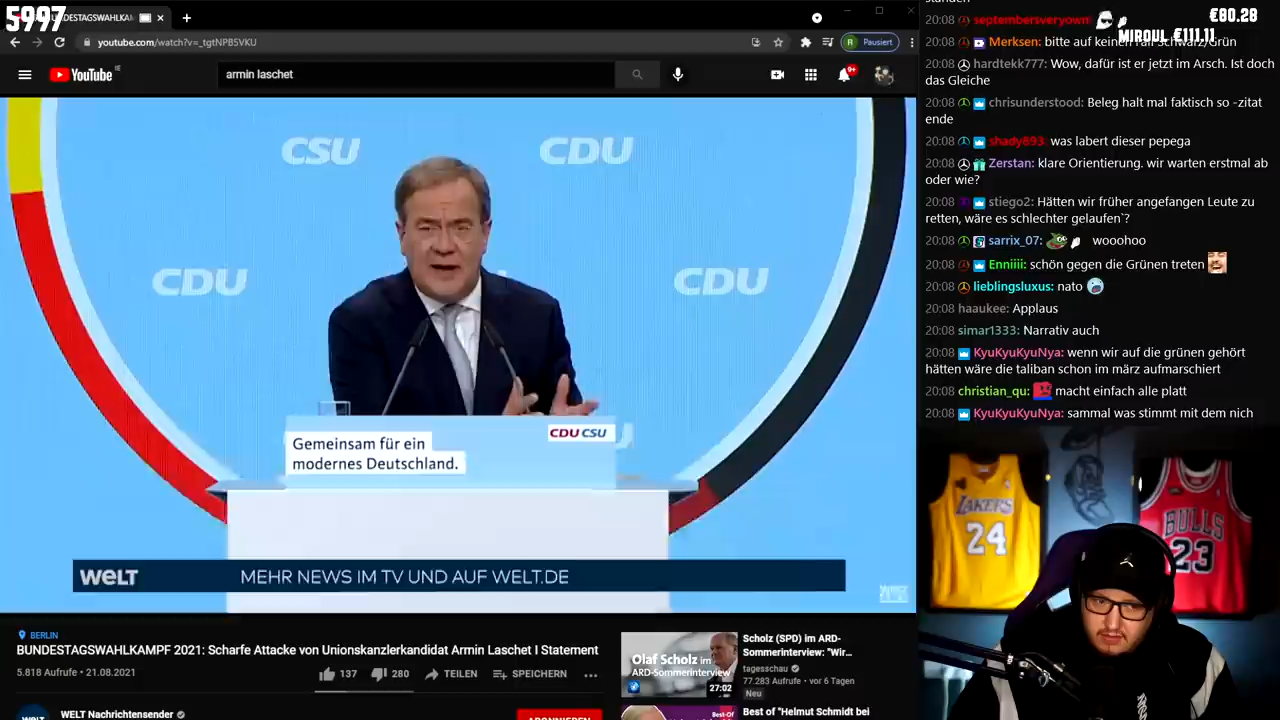 5997
BUNDESTAGSWAHLKAM
youtube.com/watch?v=_tgtNPB5VKU
R Pausiert
YouTube IE
armin laschet
9+
CSU CDU
CDU CDU
Gemeinsam für ein
modernes Deutschland.
CDU CSU
WELT MEHR NEWS IM TV UND AUF WELT.DE
BERLIN
BUNDESTAGSWAHLKAMPF 2021: Scharfe Attacke von Unionskanzlerkandidat Armin Laschet I Statement
5.818 Aufrufe • 21.08.2021
137 280 TEILEN SPEICHERN
WELT Nachrichtensender
ABONNIEREN
Olaf Scholz im
ARD-Sommerinterview
27:02
Scholz (SPD) im ARD-
Sommerinterview: "Wir...
tagesschau
77.283 Aufrufe • vor 6 Tagen
Neu
Best-Of
Best of "Helmut Schmidt bei
€80.28
MIROUL €111,11
20:08 septembersveryown
20:08 Merksen: bitte auf keinen Fall Schwarz/Grün
20:08 hardtekk777: Wow, dafür ist er jetzt im Arsch. Ist doch
das Gleiche
20:08 chrisunderstood: Beleg halt mal faktisch so -zitat
ende
20:08 shady893 was labert dieser pepega
20:08 Zerstan: klare Orientierung. wir warten erstmal ab
oder wie?
20:08 stiego2: Hätten wir früher angefangen Leute zu
retten, wäre es schlechter gelaufen`?
20:08 sarrix_07: wooohoo
20:08 Enniiii: schön gegen die Grünen treten
20:08 lieblingsluxus: nato
20:08 haaukee: Applaus
20:08 simar1333: Narrativ auch
20:08 KyuKyuKyuNya: wenn wir auf die grünen gehört
hätten wäre die taliban schon im märz aufmarschiert
20:08 christian_qu: macht einfach alle platt
20:08 KyuKyuKyuNya: sammal was stimmt mit dem nich
LAKERS
24
BULLS
23